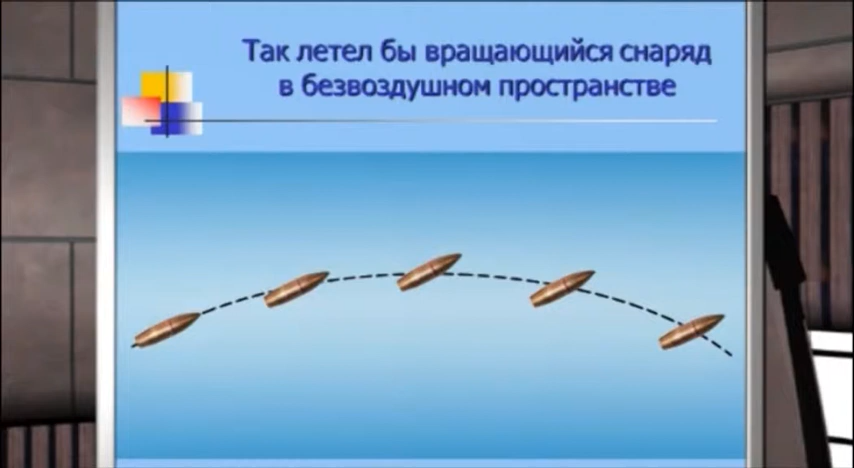 Так летел бы вращающийся снаряд
в безвоздушном пространстве